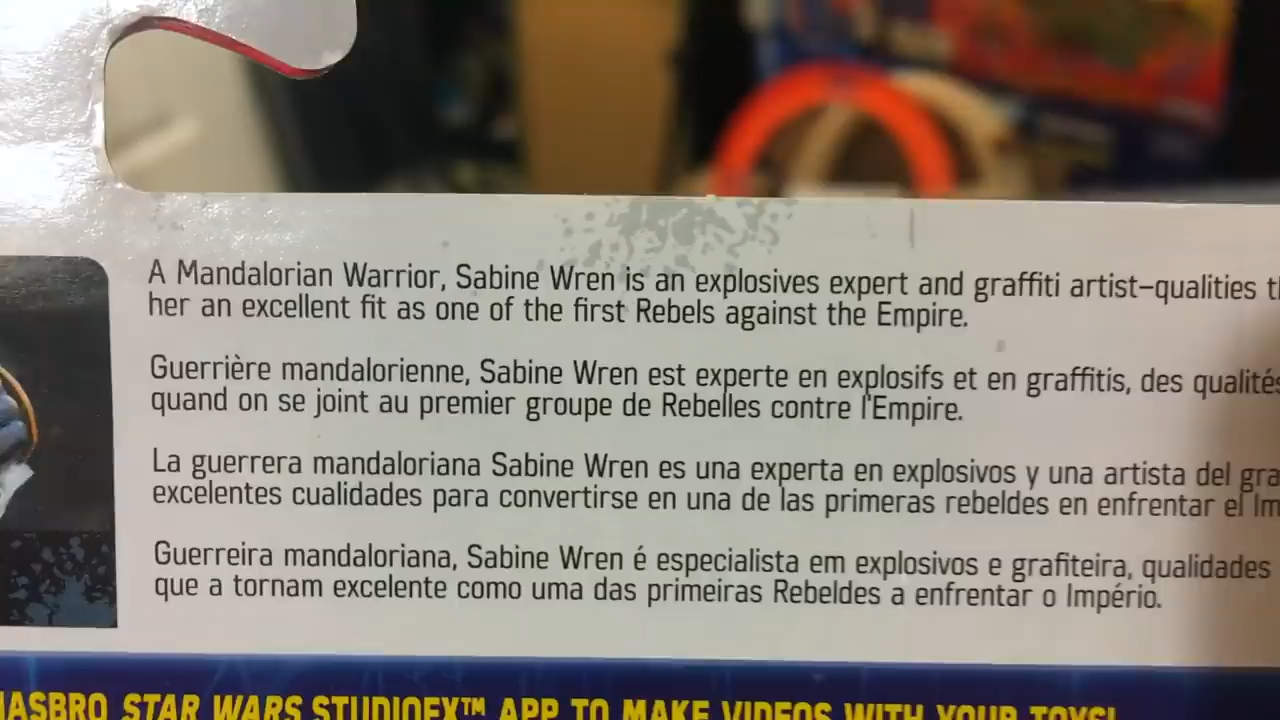 A Mandalorian Warrior, Sabine Wren is an explosives expert and graffiti artist–qualities
her an excellent fit as one of the first Rebels against the Empire.
Guerrière mandalorienne, Sabine Wren est experte en explosifs et en graffitis, des qualités
quand on se joint au premier groupe de Rebelles contre l'Empire.
La guerrera mandaloriana Sabine Wren es una experta en explosivos y una artista del
excelentes cualidades para convertirse en una de las primeras rebeldes en enfrentar el
Guerreira mandaloriana, Sabine Wren é especialista em explosivos e grafiteira, qualidades
que a tornam excelente como uma das primeiras Rebeldes a enfrentar o Império.
HASBRO STAR WARS STUDIOFX™ APP TO MAKE VIDEOS WITH YOUR TOYS!